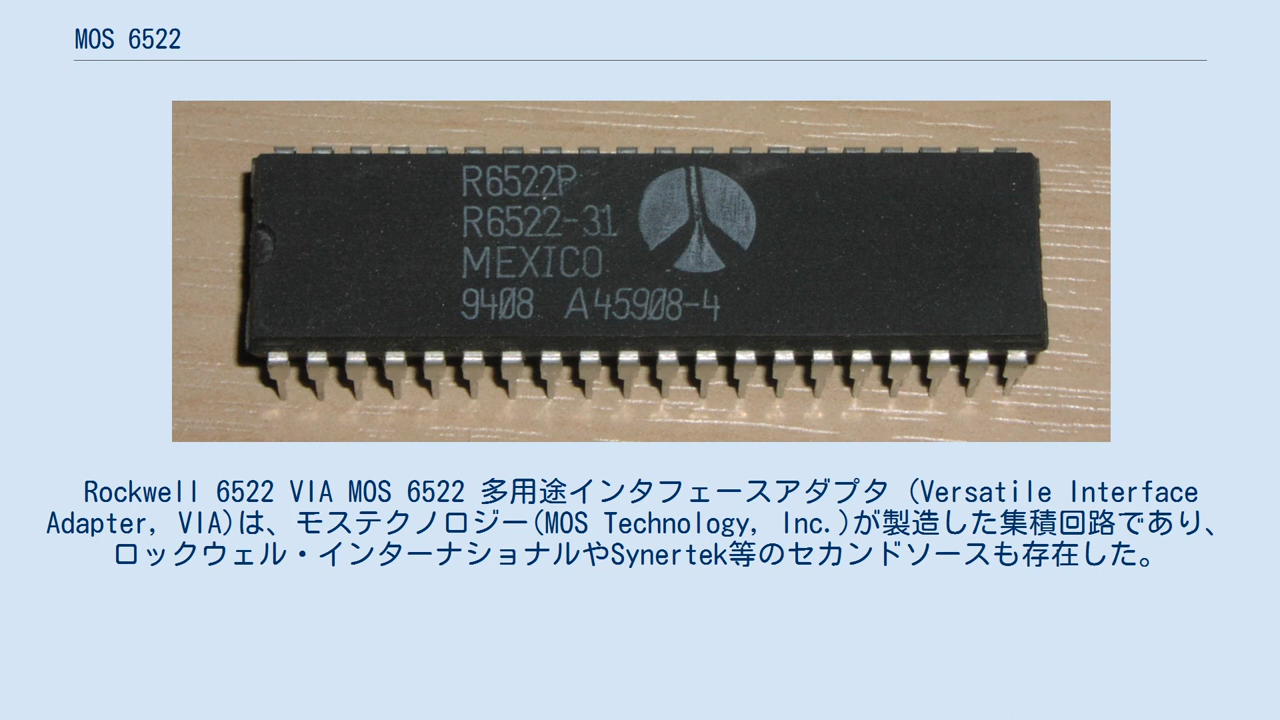 MOS 6522
R6522P
R6522-31
MEXICO
9408 A45908-4
Rockwell 6522 VIA MOS 6522 多用途インタフェースアダプタ (Versatile Interface
Adapter, VIA)は、モステクノロジー(MOS Technology, Inc.)が製造した集積回路であり、
ロックウェル・インターナショナルやSynertek等のセカンドソースも存在した。